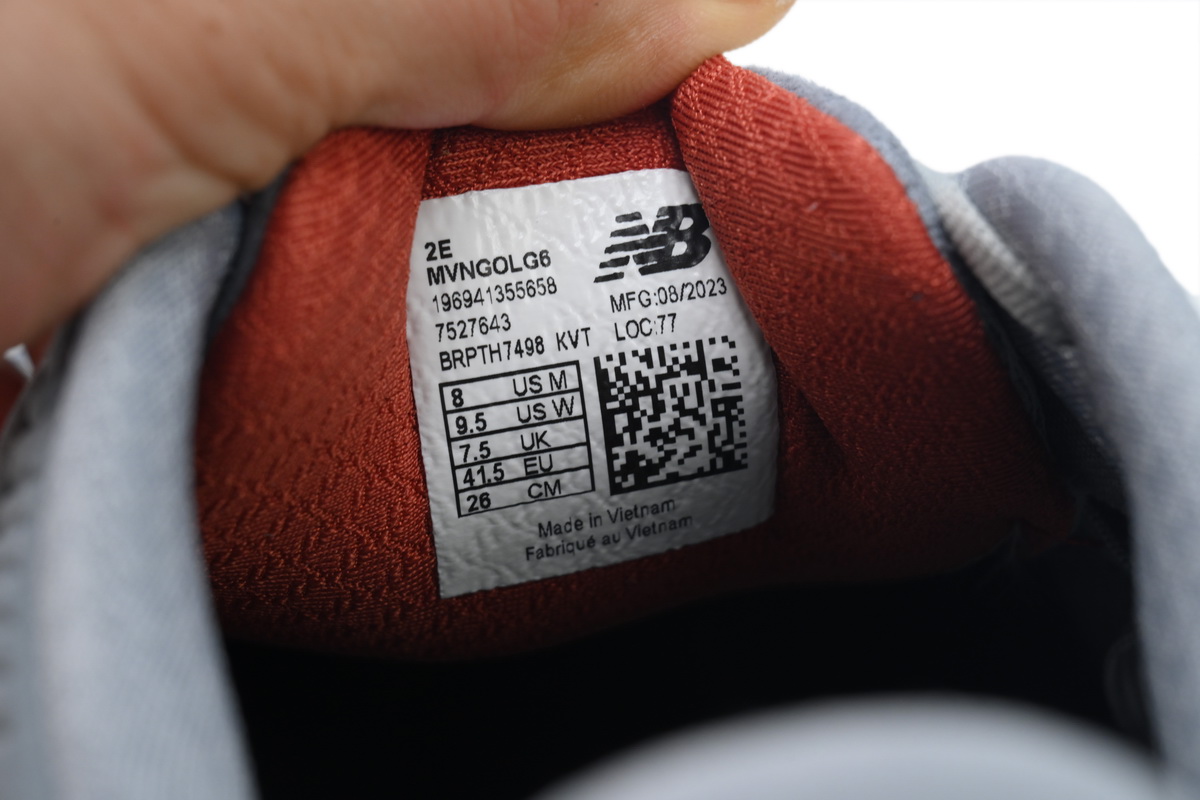 2E
MVNGOLG6
196941355658
7527643
BRPTH7498 KVT
NB
MFG:08/2023
LOC:77
8 US M
9.5 US W
7.5 UK
41.5 EU
26 CM
Made in Vietnam
Fabriqué au Vietnam